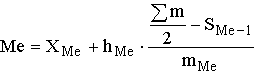 Me = X_Me + h_Me · (∑m/2 − S_Me−1)/m_Me